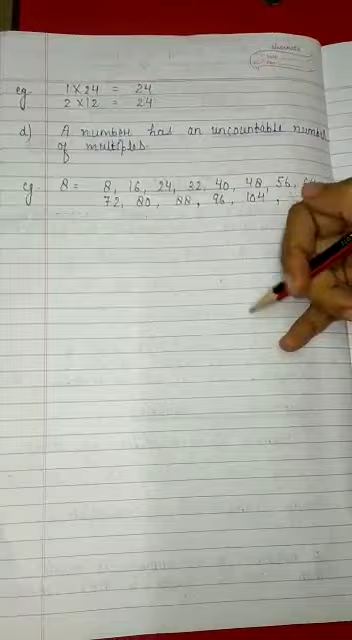 eg 1 × 24 = 24
2 × 12 = 24
d) A number has an uncountable number
of multiples.
eg 8 = 8, 16, 24, 32, 40, 48, 56,
72, 80, 88, 96, 104,